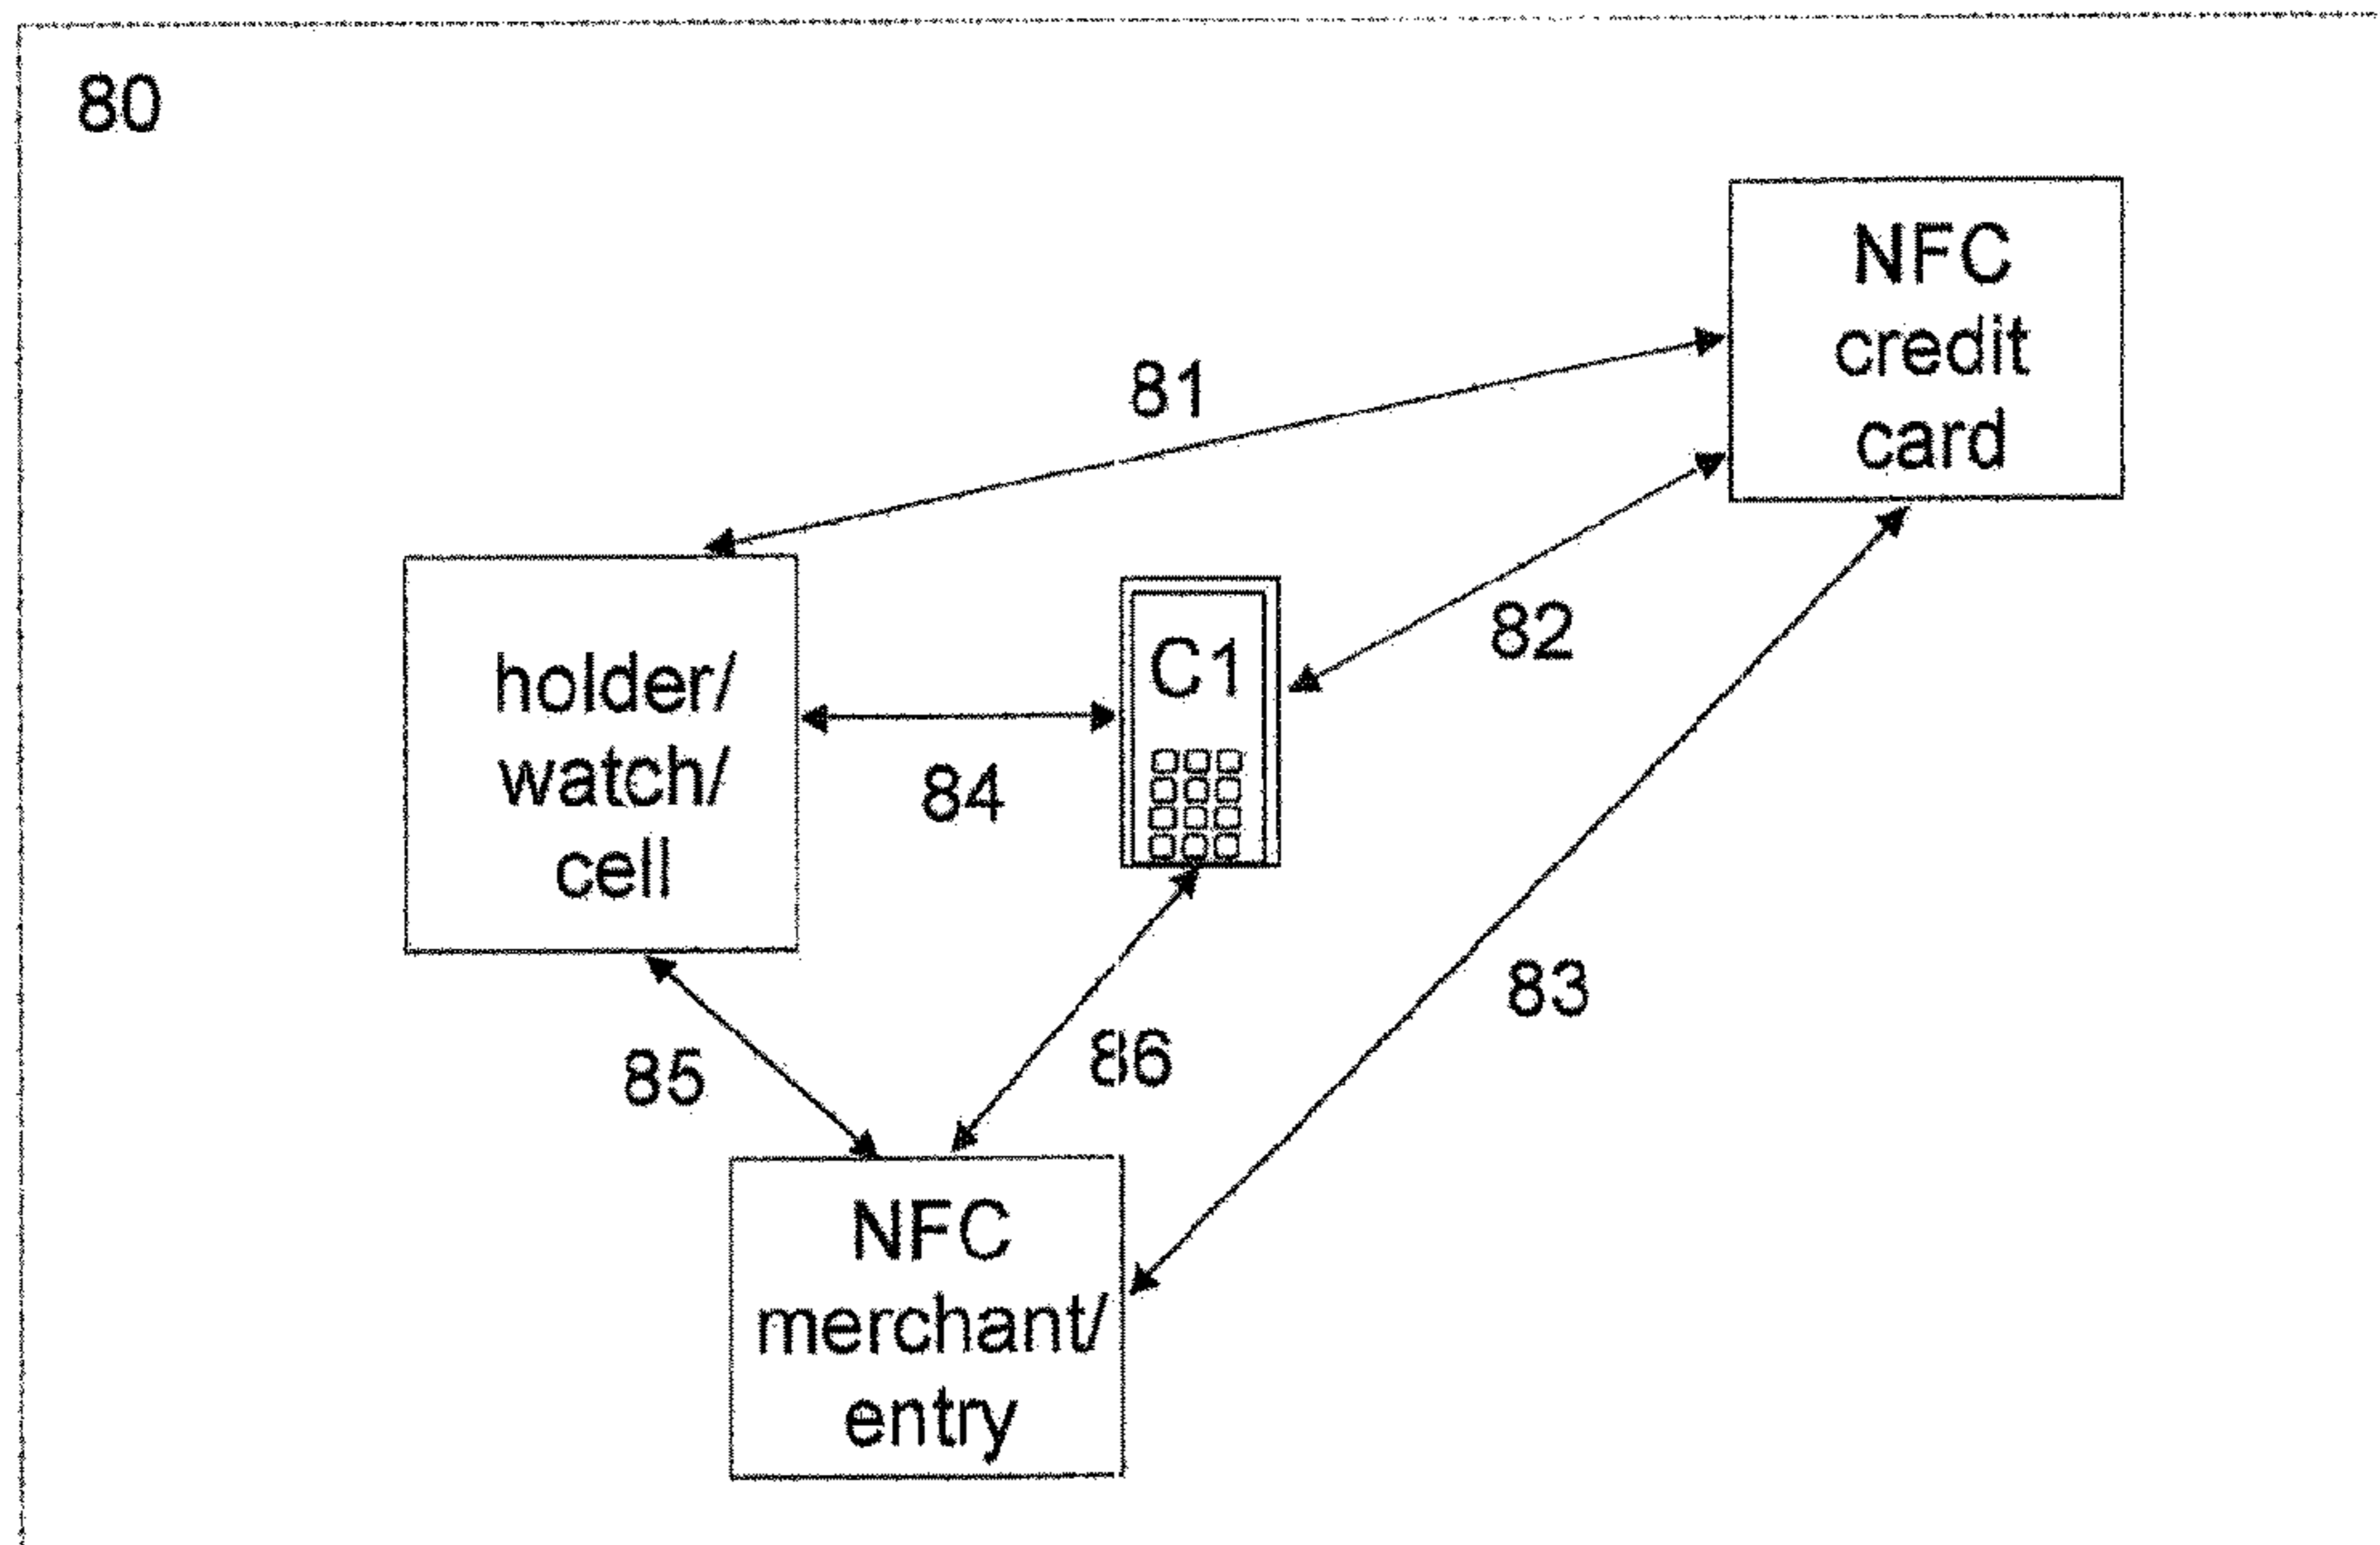 80
NFC
credit
card
81
82
holder/
watch/
cell
C1
84
83
85
86
NFC
merchant/
entry